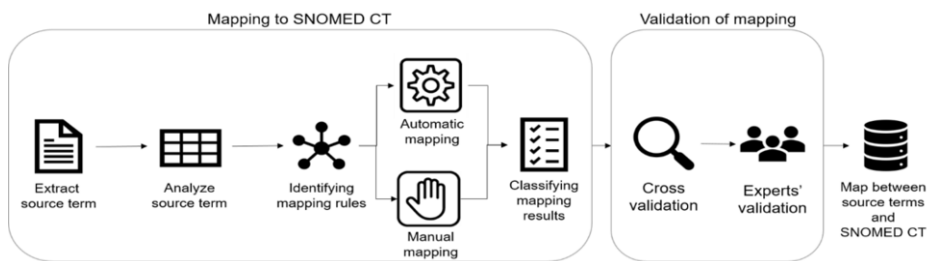 Mapping to SNOMED CT
Validation of mapping
Extract
source term
Analyze
source term
Identifying
mapping rules
Automatic
mapping
Manual
mapping
Classifying
mapping
results
Cross
validation
Experts'
validation
Map between
source terms
and
SNOMED CT